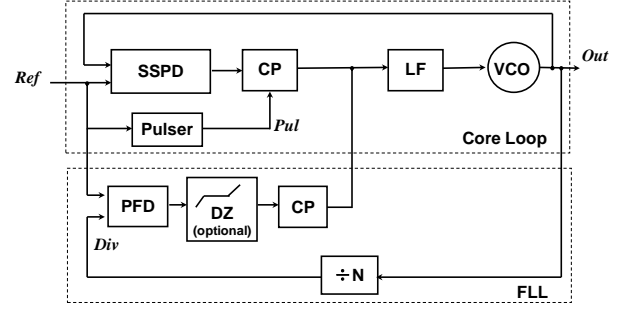 Ref
SSPD
CP
LF
VCO
Out
Pulser
Pul
Core Loop
PFD
DZ
(optional)
CP
Div
÷N
FLL